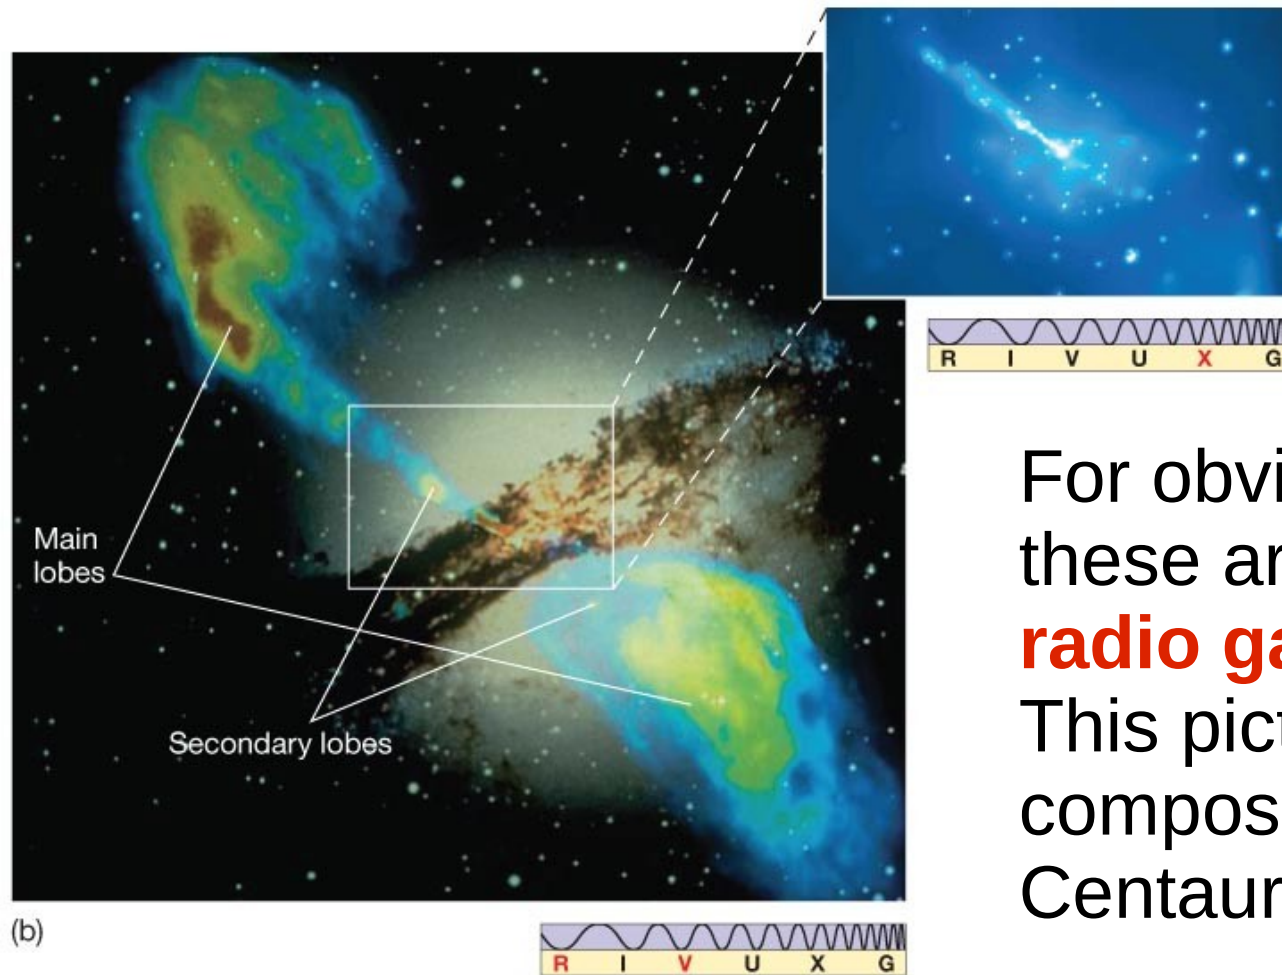 Main
lobes
Secondary lobes
(b)
R I V U X G
R I V U X G
For obvi
these ar
radio ga
This pict
compos
Centaur